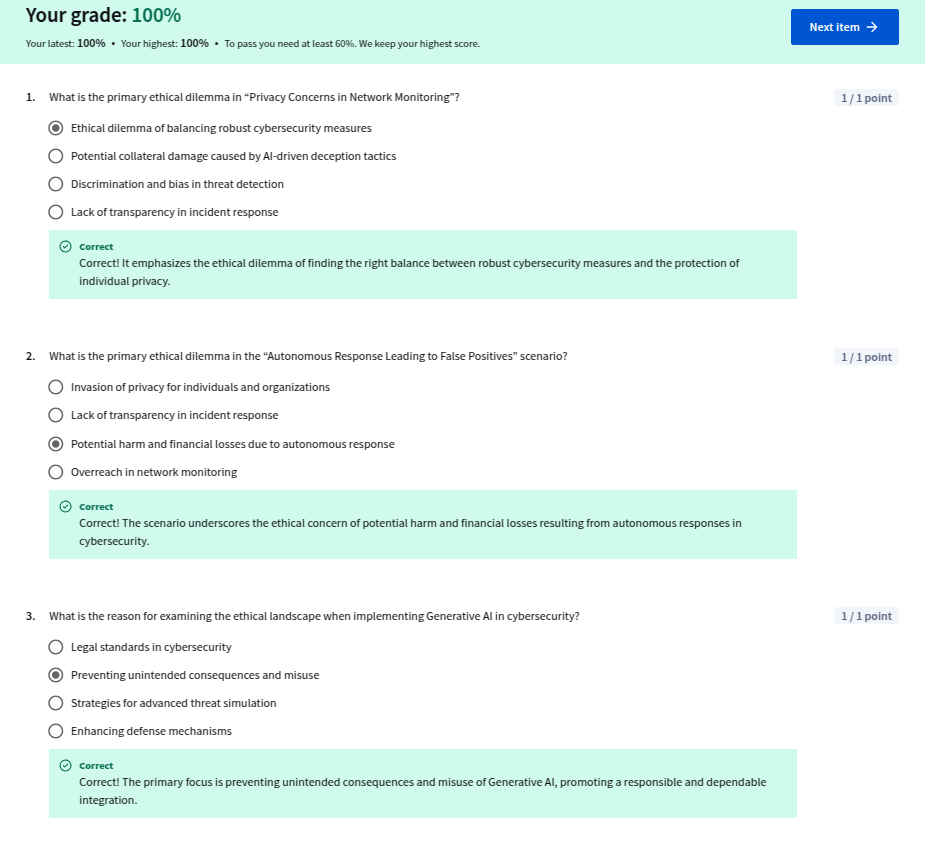 Your grade: 100%
Your latest: 100% • Your highest: 100% • To pass you need at least 60%. We keep your highest score.
Next item →
1. What is the primary ethical dilemma in “Privacy Concerns in Network Monitoring”?
1 / 1 point
Ethical dilemma of balancing robust cybersecurity measures
Potential collateral damage caused by AI-driven deception tactics
Discrimination and bias in threat detection
Lack of transparency in incident response
Correct
Correct! It emphasizes the ethical dilemma of finding the right balance between robust cybersecurity measures and the protection of
individual privacy.
2. What is the primary ethical dilemma in the “Autonomous Response Leading to False Positives” scenario?
1 / 1 point
Invasion of privacy for individuals and organizations
Lack of transparency in incident response
Potential harm and financial losses due to autonomous response
Overreach in network monitoring
Correct
Correct! The scenario underscores the ethical concern of potential harm and financial losses resulting from autonomous responses in
cybersecurity.
3. What is the reason for examining the ethical landscape when implementing Generative AI in cybersecurity?
1 / 1 point
Legal standards in cybersecurity
Preventing unintended consequences and misuse
Strategies for advanced threat simulation
Enhancing defense mechanisms
Correct
Correct! The primary focus is preventing unintended consequences and misuse of Generative AI, promoting a responsible and dependable
integration.